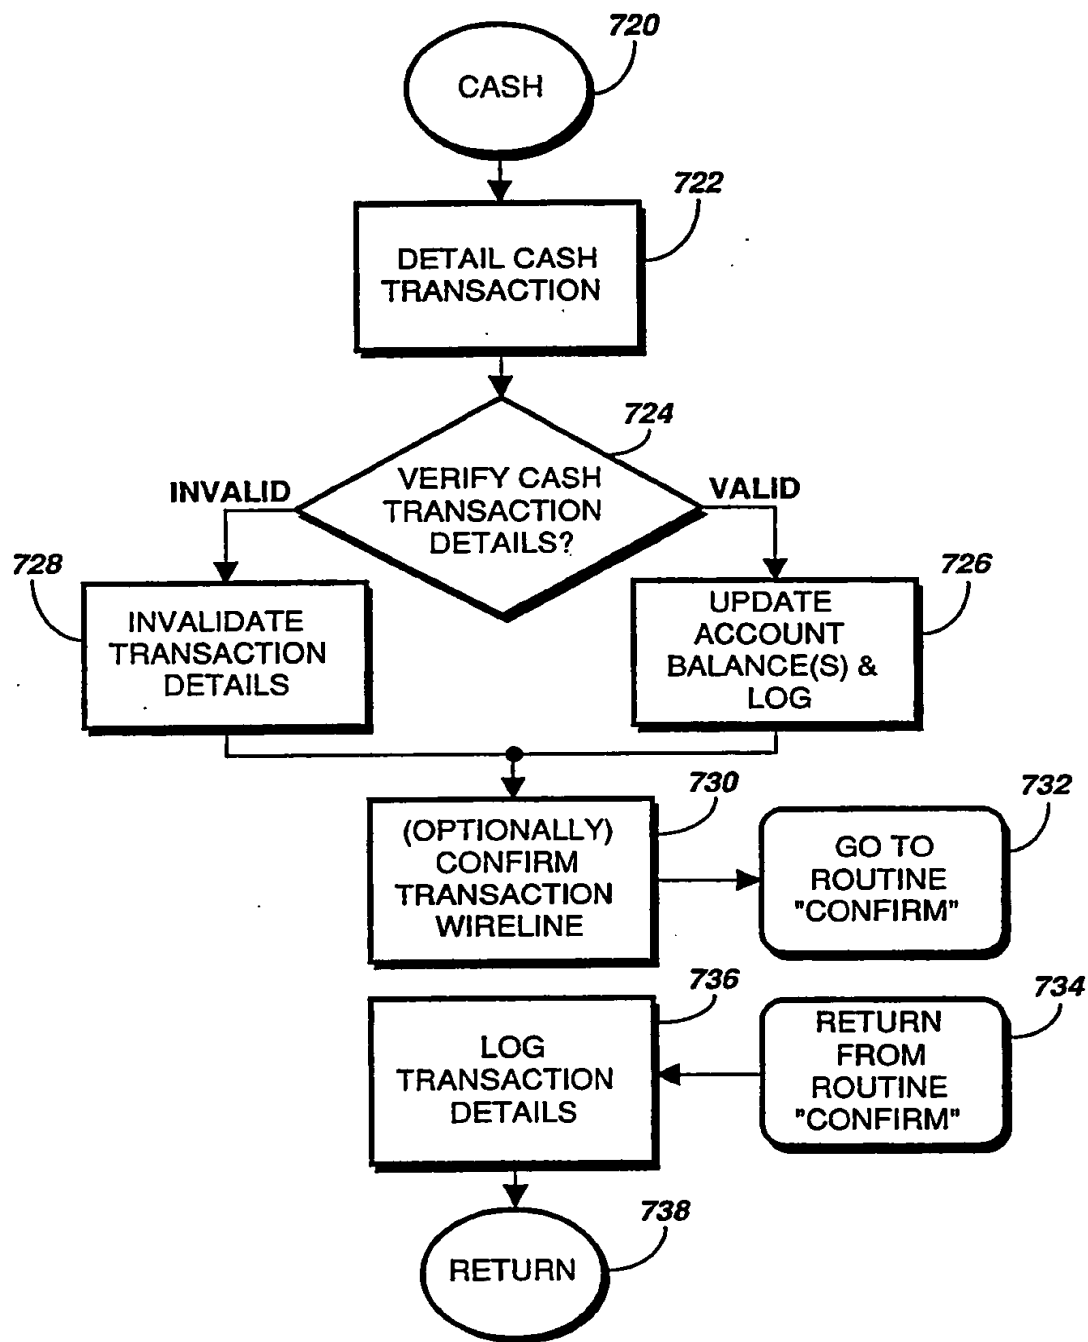 720
CASH
722
DETAIL CASH
TRANSACTION
724
VERIFY CASH
TRANSACTION
DETAILS?
INVALID
VALID
728
INVALIDATE
TRANSACTION
DETAILS
726
UPDATE
ACCOUNT
BALANCE(S) &
LOG
730
(OPTIONALLY)
CONFIRM
TRANSACTION
WIRELINE
732
GO TO
ROUTINE
"CONFIRM"
736
LOG
TRANSACTION
DETAILS
734
RETURN
FROM
ROUTINE
"CONFIRM"
738
RETURN